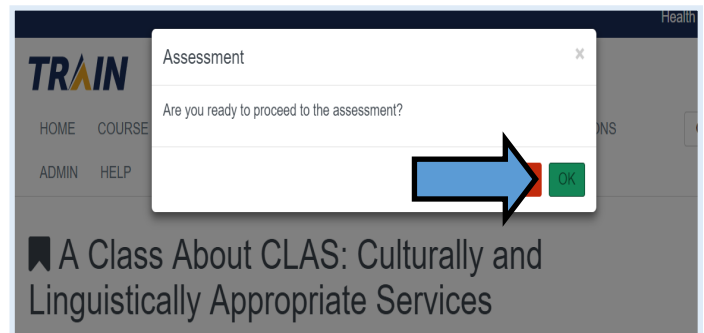 Health
TRAIN
Assessment ×
Are you ready to proceed to the assessment?
HOME COURSE
ADMIN HELP
OK
A Class About CLAS: Culturally and
Linguistically Appropriate Services